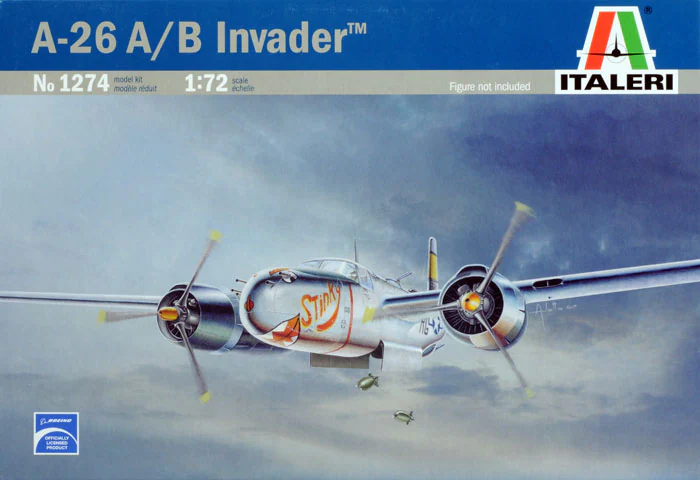 A-26 A/B Invader™
ITALERI®
No 1274 model kit
modèle réduit
1:72 scale
échelle
Figure not included
Stinky
BOEING
OFFICIALLY
LICENSED
PRODUCT